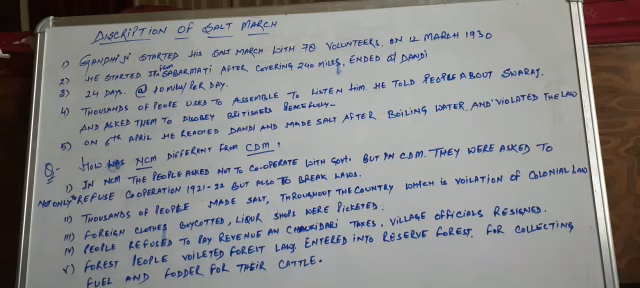 DISCRIPTION OF SALT MARCH
1) GANDHI JI STARTED HIS SALT MARCH WITH 78 VOLUNTEERS. ON 12 MARCH 1930
2) HE STARTED IT from SABARMATI AFTER COVERING 240 MILES, ENDED at DANDI
3) 24 DAYS. @ 10 MILE/PER DAY.
4) THOUSANDS OF PEOPLE USED TO ASSEMBLE TO LISTEN HIM. HE TOLD PEOPLE ABOUT SWARAJ.
AND ASKED THEM TO DISOBEY BRITISHERS PEACEFULLY
5) ON 6th APRIL HE REACHED DANDI AND MADE SALT AFTER BOILING WATER. AND VIOLATED THE LAW
Q- HOW WAS NCM DIFFERENT FROM CDM:
I) IN NCM THE PEOPLE ASKED NOT TO CO-OPERATE WITH GOVT. BUT IN CDM. THEY WERE ASKED TO
NOT ONLY REFUSE COOPERATION 1921-22 BUT ALSO TO BREAK LAWS.
II) THOUSANDS OF PEOPLE MADE SALT, THROUGHOUT THE COUNTRY WHICH is VOILATION OF COLONIAL LAW
III) FOREIGN CLOTHES BOYCOTTED, LIQUR SHOPS WERE PICKETED.
IV) PEOPLE REFUSED TO PAY REVENUE AN CHAUKIDARI TAXES, VILLAGE OFFICIALS RESIGNED.
V) FOREST PEOPLE VOILETED FOREST LAWS, ENTERED INTO RESERVE FOREST, FOR COLLECTING
FUEL AND FODDER FOR THEIR CATTLE.